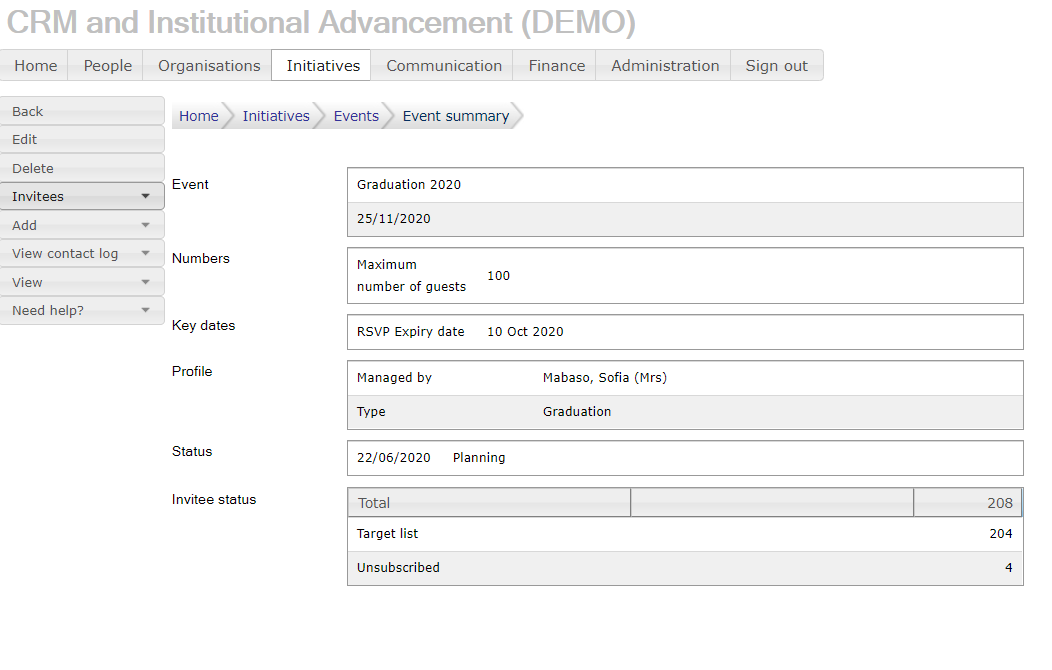 CRM and Institutional Advancement (DEMO)
Home People Organisations Initiatives Communication Finance Administration Sign out
Back
Edit
Delete
Invitees
Add
View contact log
View
Need help?
Home Initiatives Events Event summary
Event
Graduation 2020
25/11/2020
Numbers
Maximum
number of guests
100
Key dates
RSVP Expiry date 10 Oct 2020
Profile
Managed by Mabaso, Sofia (Mrs)
Type Graduation
Status
22/06/2020 Planning
Invitee status
Total 208
Target list 204
Unsubscribed 4